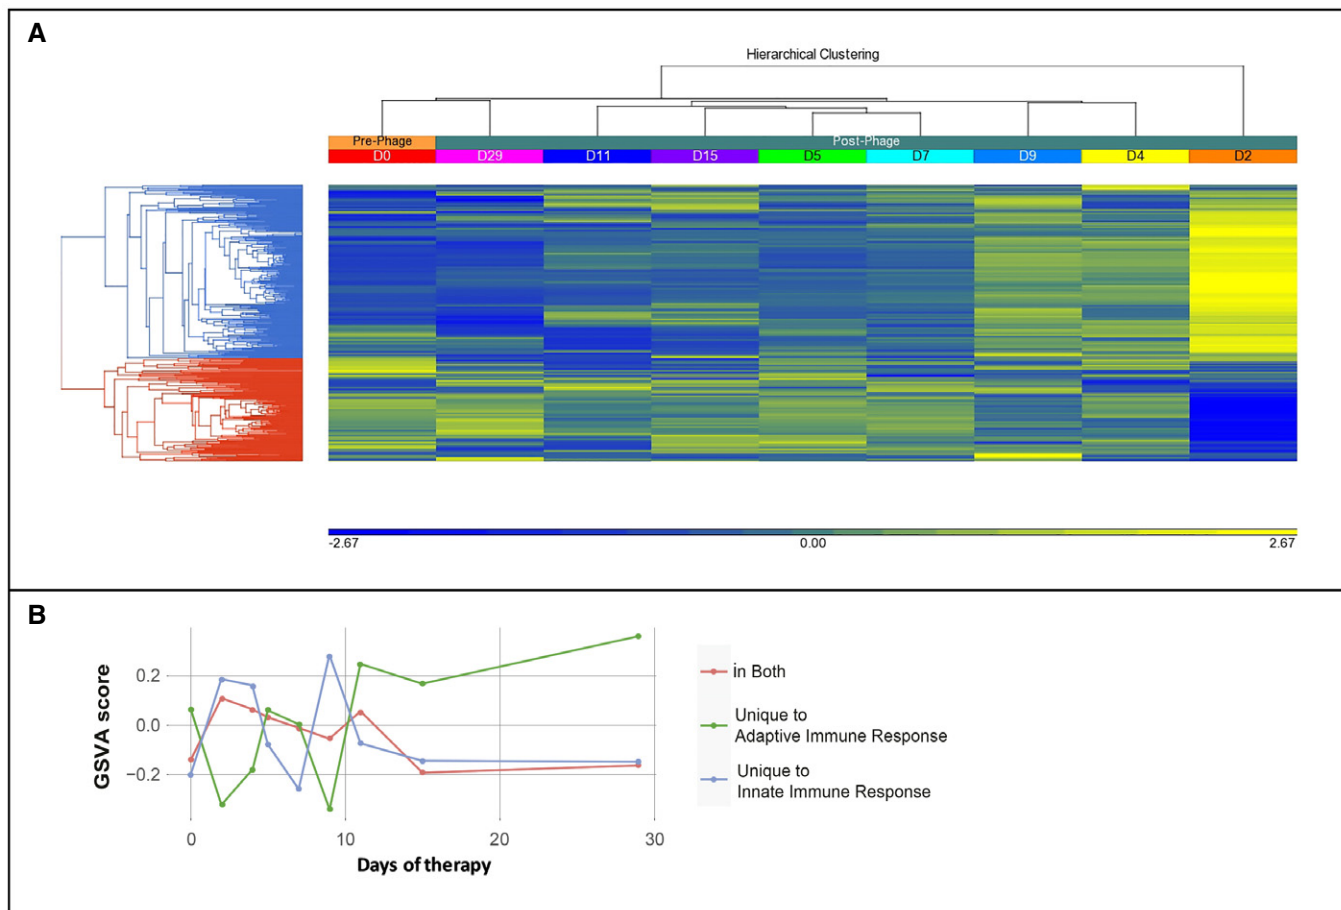 A
Hierarchical Clustering
Pre-Phage Post-Phage
D0 D29 D11 D15 D5 D7 D9 D4 D2
-2.67 0.00 2.67
B
GSVA score
0.2
0.0
−0.2
0 10 20 30
Days of therapy
in Both
Unique to
Adaptive Immune Response
Unique to
Innate Immune Response